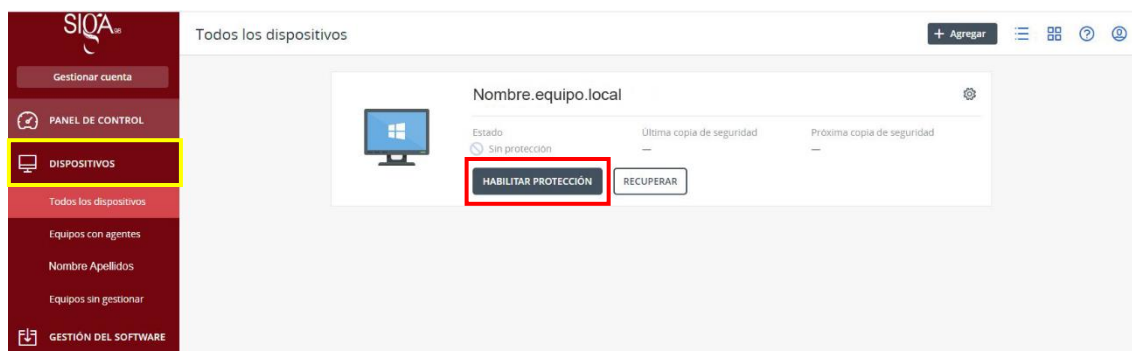 SIQA 98
Gestionar cuenta
PANEL DE CONTROL
DISPOSITIVOS
Todos los dispositivos
Equipos con agentes
Nombre Apellidos
Equipos sin gestionar
GESTIÓN DEL SOFTWARE
Todos los dispositivos
+ Agregar
Nombre.equipo.local
Estado
Sin protección
Última copia de seguridad
—
Próxima copia de seguridad
—
HABILITAR PROTECCIÓN
RECUPERAR